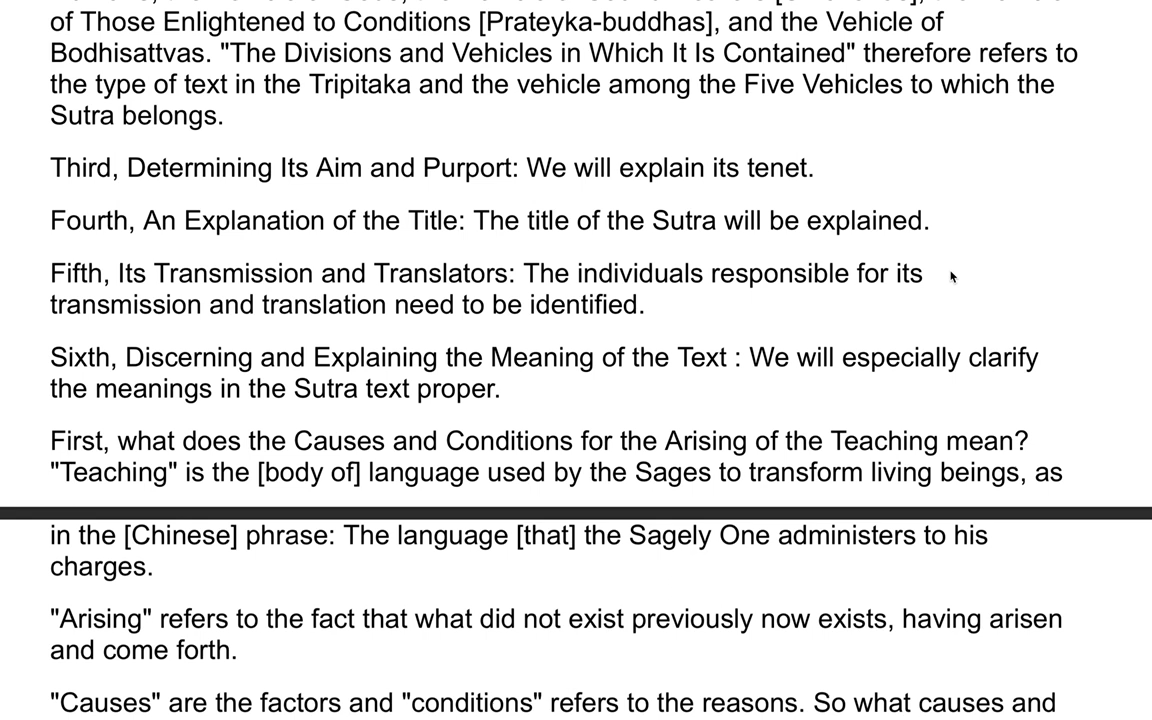 of Those Enlightened to Conditions [Prateyka-buddhas], and the Vehicle of
Bodhisattvas. "The Divisions and Vehicles in Which It Is Contained" therefore refers to
the type of text in the Tripitaka and the vehicle among the Five Vehicles to which the
Sutra belongs.
Third, Determining Its Aim and Purport: We will explain its tenet.
Fourth, An Explanation of the Title: The title of the Sutra will be explained.
Fifth, Its Transmission and Translators: The individuals responsible for its
transmission and translation need to be identified.
Sixth, Discerning and Explaining the Meaning of the Text : We will especially clarify
the meanings in the Sutra text proper.
First, what does the Causes and Conditions for the Arising of the Teaching mean?
"Teaching" is the [body of] language used by the Sages to transform living beings, as
in the [Chinese] phrase: The language [that] the Sagely One administers to his
charges.
"Arising" refers to the fact that what did not exist previously now exists, having arisen
and come forth.
"Causes" are the factors and "conditions" refers to the reasons. So what causes and